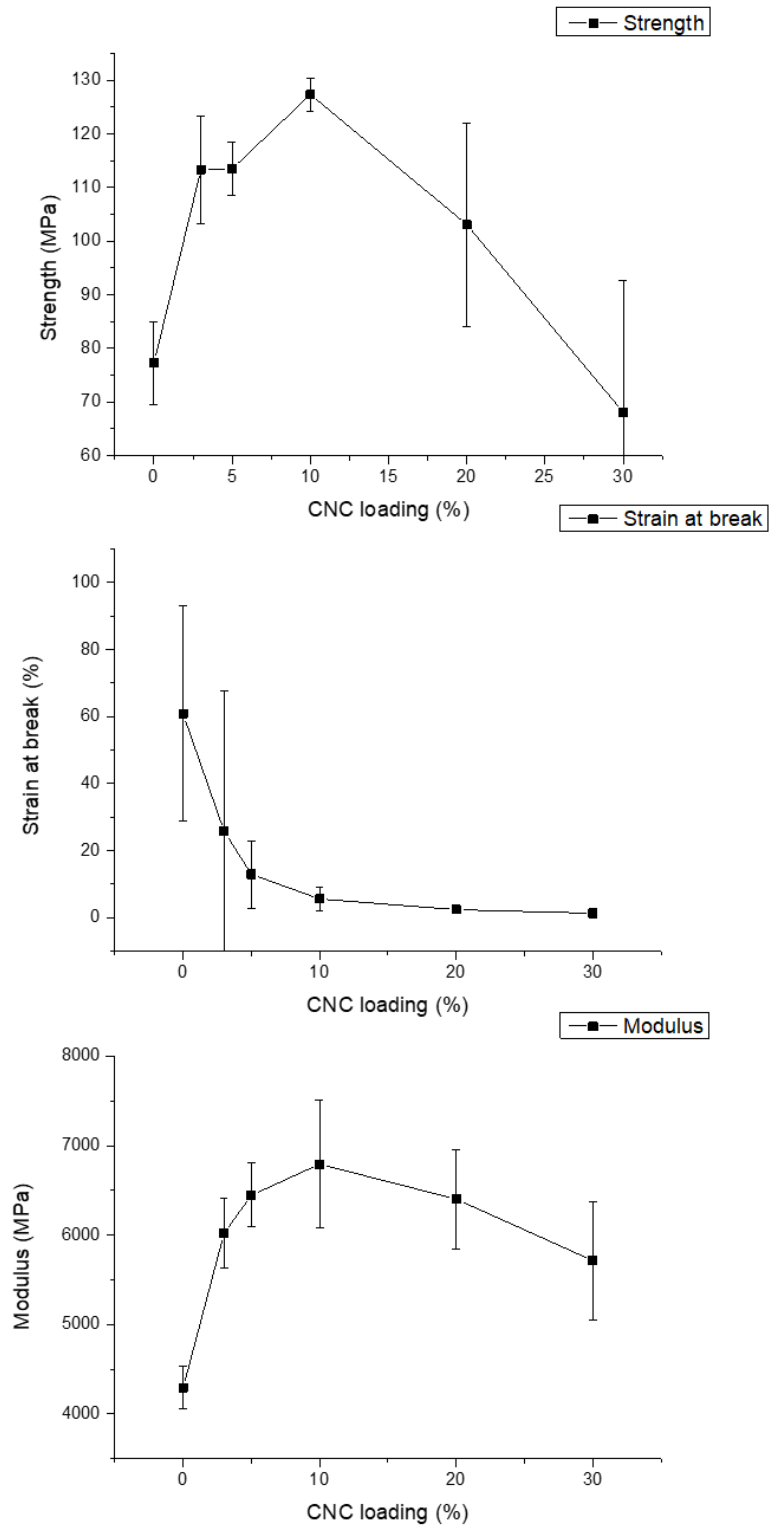 Strength
130
120
110
100
90
80
70
60
Strength (MPa)
0 5 10 15 20 25 30
CNC loading (%)
Strain at break
100
80
60
40
20
0
Strain at break (%)
0 10 20 30
CNC loading (%)
Modulus
8000
7000
6000
5000
4000
Modulus (MPa)
0 10 20 30
CNC loading (%)